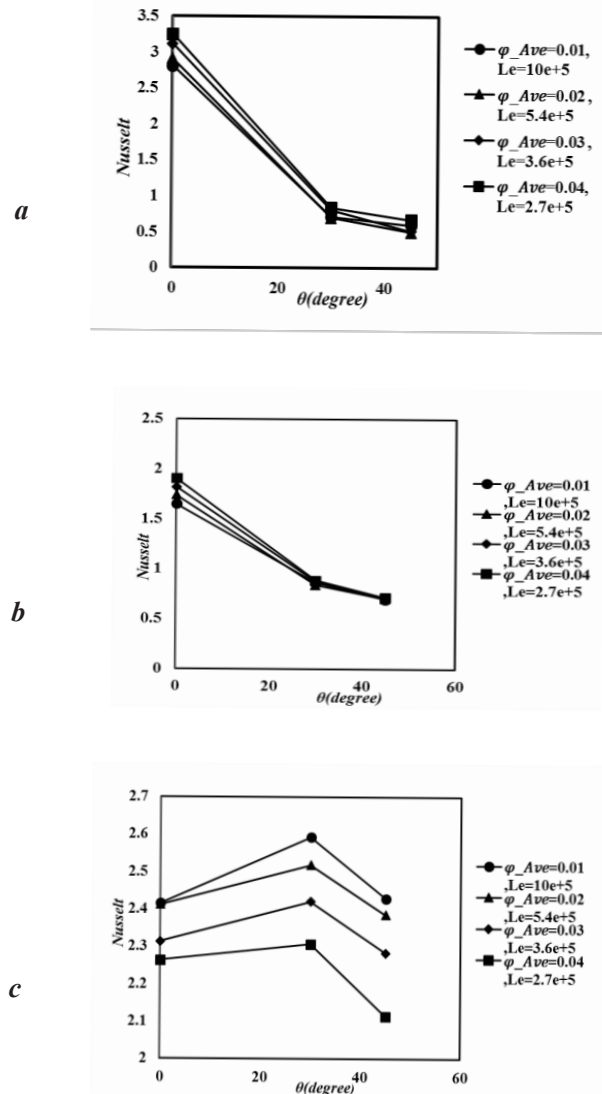 a
3.5
3
2.5
2
1.5
1
0.5
0
Nusselt
0
20
40
θ(degree)
φ_Ave=0.01,
Le=10e+5
φ_Ave=0.02,
Le=5.4e+5
φ_Ave=0.03,
Le=3.6e+5
φ_Ave=0.04,
Le=2.7e+5
b
2.5
2
1.5
1
0.5
0
Nusselt
0
20
40
60
θ(degree)
φ_Ave=0.01
,Le=10e+5
φ_Ave=0.02
,Le=5.4e+5
φ_Ave=0.03
,Le=3.6e+5
φ_Ave=0.04
,Le=2.7e+5
c
2.7
2.6
2.5
2.4
2.3
2.2
2.1
2
Nusselt
0
20
40
60
θ(degree)
φ_Ave=0.01
,Le=10e+5
φ_Ave=0.02
,Le=5.4e+5
φ_Ave=0.03
,Le=3.6e+5
φ_Ave=0.04
,Le=2.7e+5